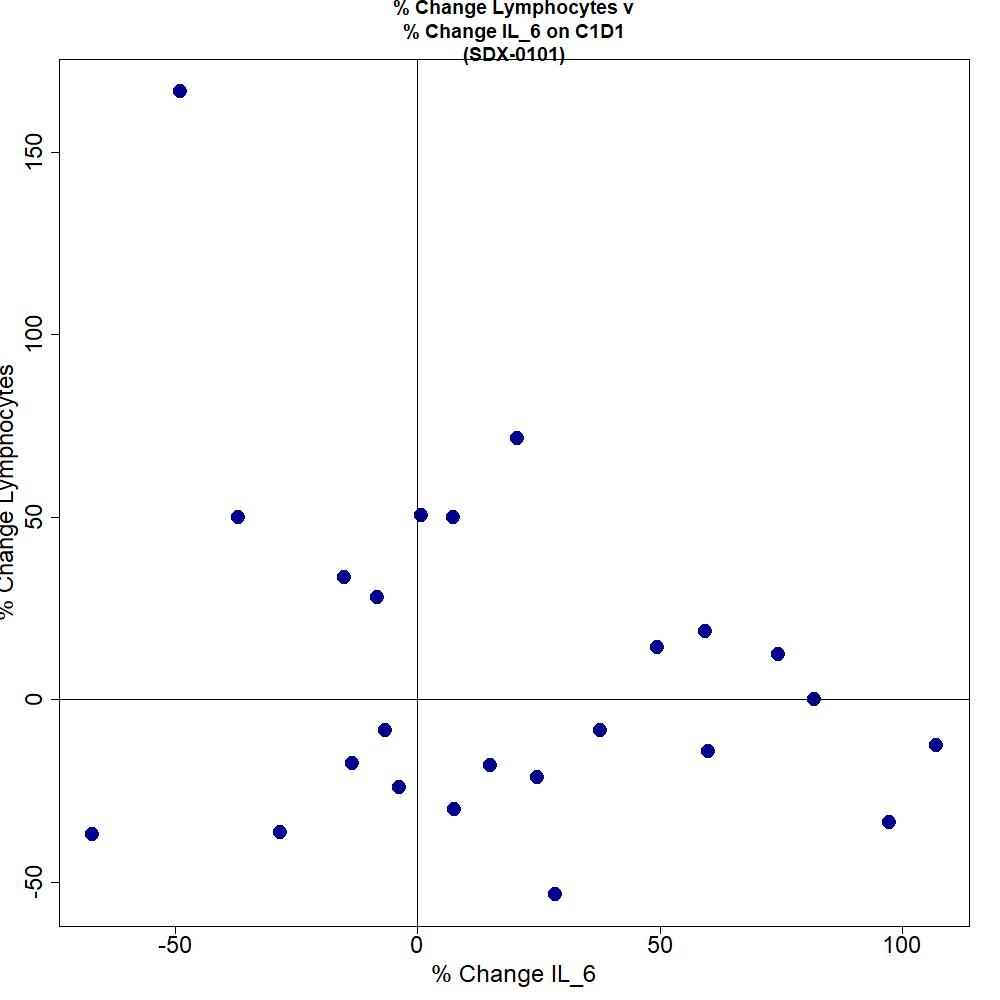 % Change Lymphocytes v
% Change IL_6 on C1D1
(SDX-0101)
% Change Lymphocytes
150
100
50
0
-50
-50
0
50
100
% Change IL_6